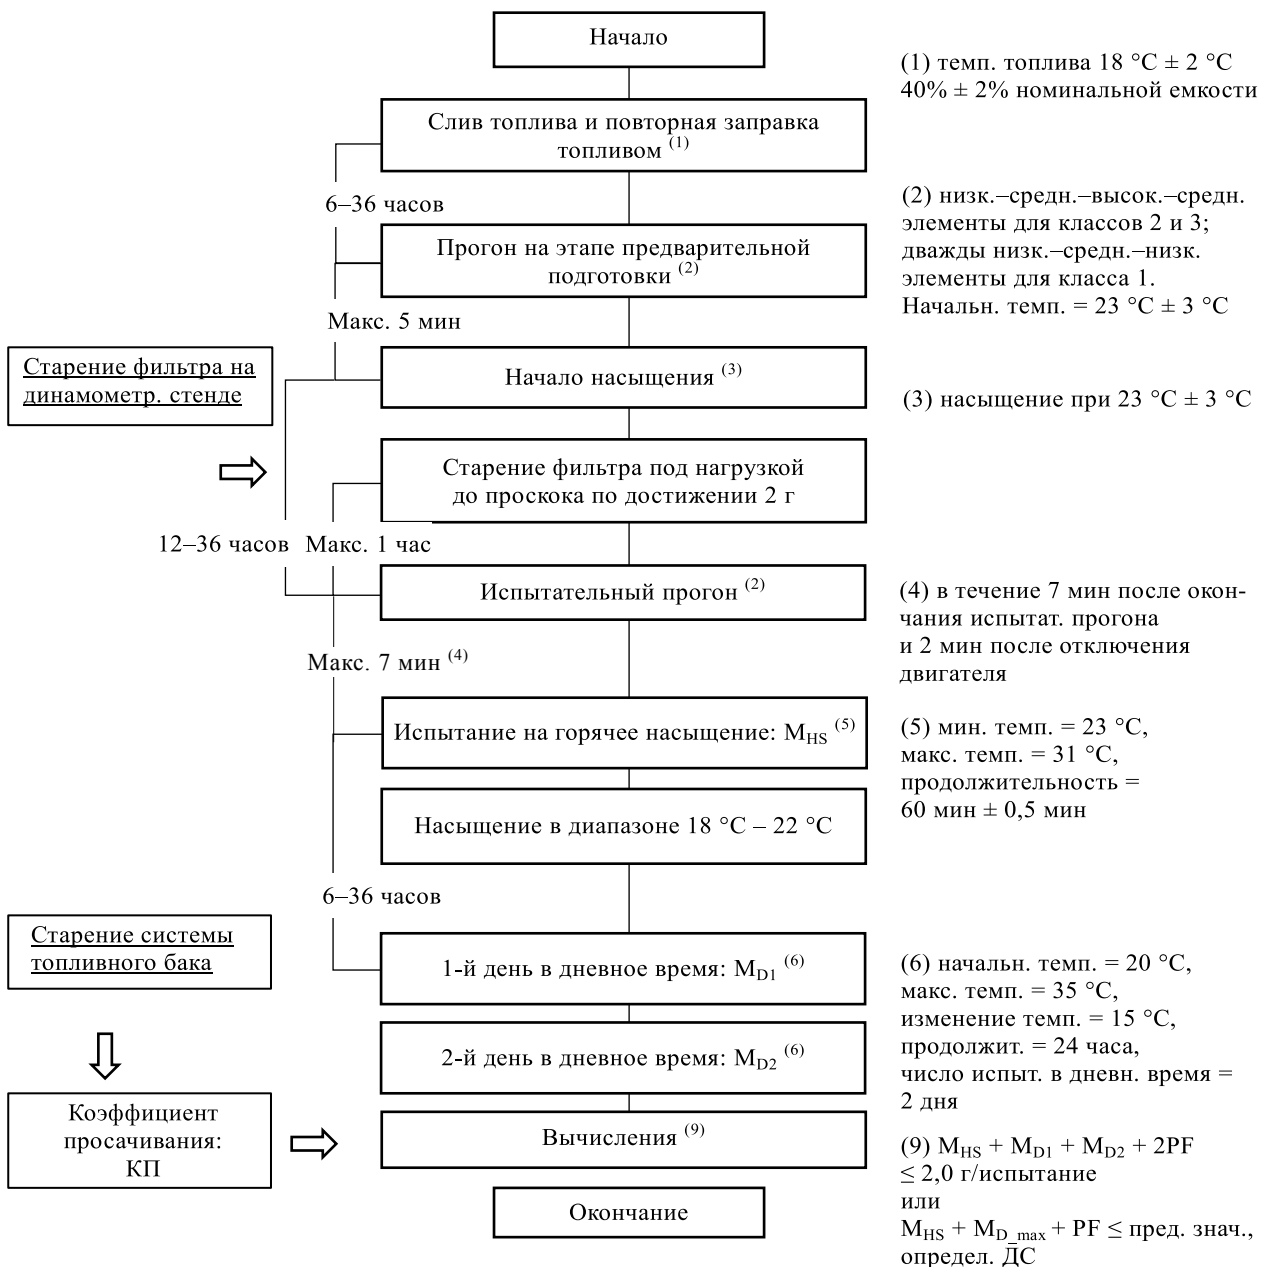 Начало
(1) темп. топлива 18 °C ± 2 °C
40% ± 2% номинальной емкости
Слив топлива и повторная заправка
топливом (1)
6–36 часов
(2) низк.–средн.–высок.–средн.
элементы для классов 2 и 3;
дважды низк.–средн.–низк.
элементы для класса 1.
Начальн. темп. = 23 °C ± 3 °C
Прогон на этапе предварительной
подготовки (2)
Макс. 5 мин
Старение фильтра на
динамометр. стенде
Начало насыщения (3)
(3) насыщение при 23 °C ± 3 °C
Старение фильтра под нагрузкой
до проскока по достижении 2 г
12–36 часов
Макс. 1 час
Испытательный прогон (2)
(4) в течение 7 мин после окон-
чания испытат. прогона
и 2 мин после отключения
двигателя
Макс. 7 мин (4)
Испытание на горячее насыщение: MHS (5)
(5) мин. темп. = 23 °C,
макс. темп. = 31 °C,
продолжительность =
60 мин ± 0,5 мин
Насыщение в диапазоне 18 °C – 22 °C
6–36 часов
Старение системы
топливного бака
1-й день в дневное время: MD1 (6)
(6) начальн. темп. = 20 °C,
макс. темп. = 35 °C,
изменение темп. = 15 °C,
продолжит. = 24 часа,
число испыт. в дневн. время =
2 дня
2-й день в дневное время: MD2 (6)
Коэффициент
просачивания:
КП
Вычисления (9)
(9) MHS + MD1 + MD2 + 2PF
≤ 2,0 г/испытание
или
MHS + MD_max + PF ≤ пред. знач.,
определ. ДС
Окончание